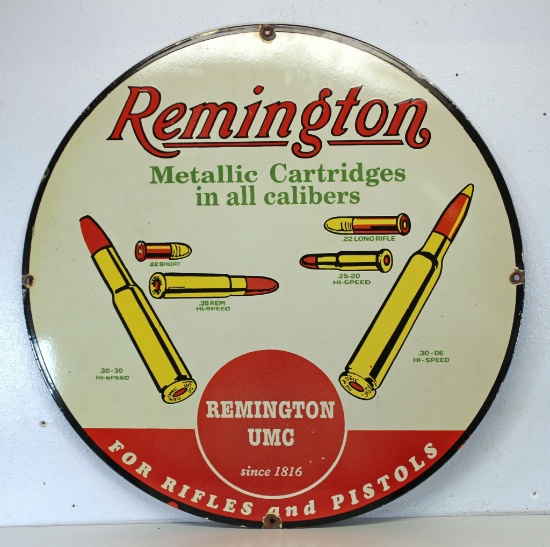 Remington
Metallic Cartridges
in all calibers
.22 LONG RIFLE
.22 SHORT
.25-20
HI-SPEED
.35 REM
HI-SPEED
.30-06
HI-SPEED
.30-30
HI-SPEED
REMINGTON
UMC
since 1816
FOR RIFLES and PISTOLS